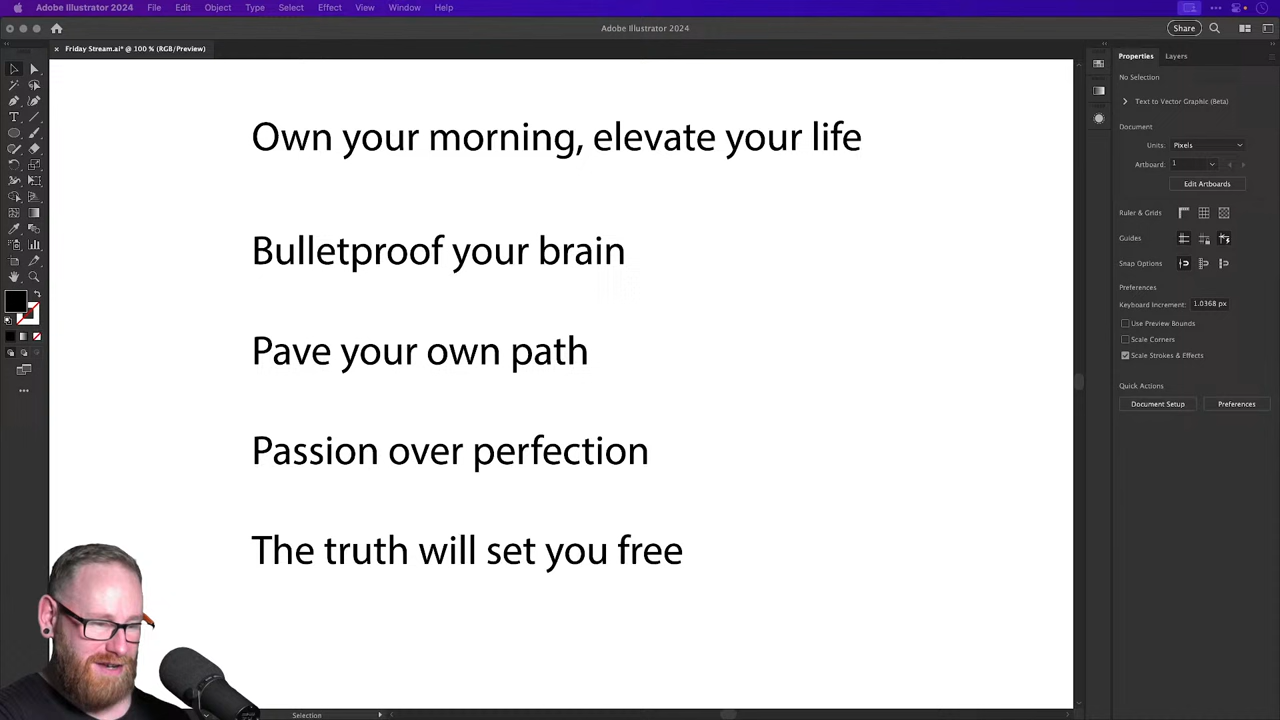 Adobe Illustrator 2024 File Edit Object Type Select Effect View Window Help
Adobe Illustrator 2024
Share
× Friday Stream.ai* @ 100 % (RGB/Preview)
Properties Layers
No Selection
Text to Vector Graphic (Beta)
Document
Units: Pixels
Artboard: 1
Edit Artboards
Ruler & Grids
Guides
Snap Options
Preferences
Keyboard Increment: 1.0368 px
Use Preview Bounds
Scale Corners
Scale Strokes & Effects
Quick Actions
Document Setup Preferences
Own your morning, elevate your life
Bulletproof your brain
Pave your own path
Passion over perfection
The truth will set you free
Selection